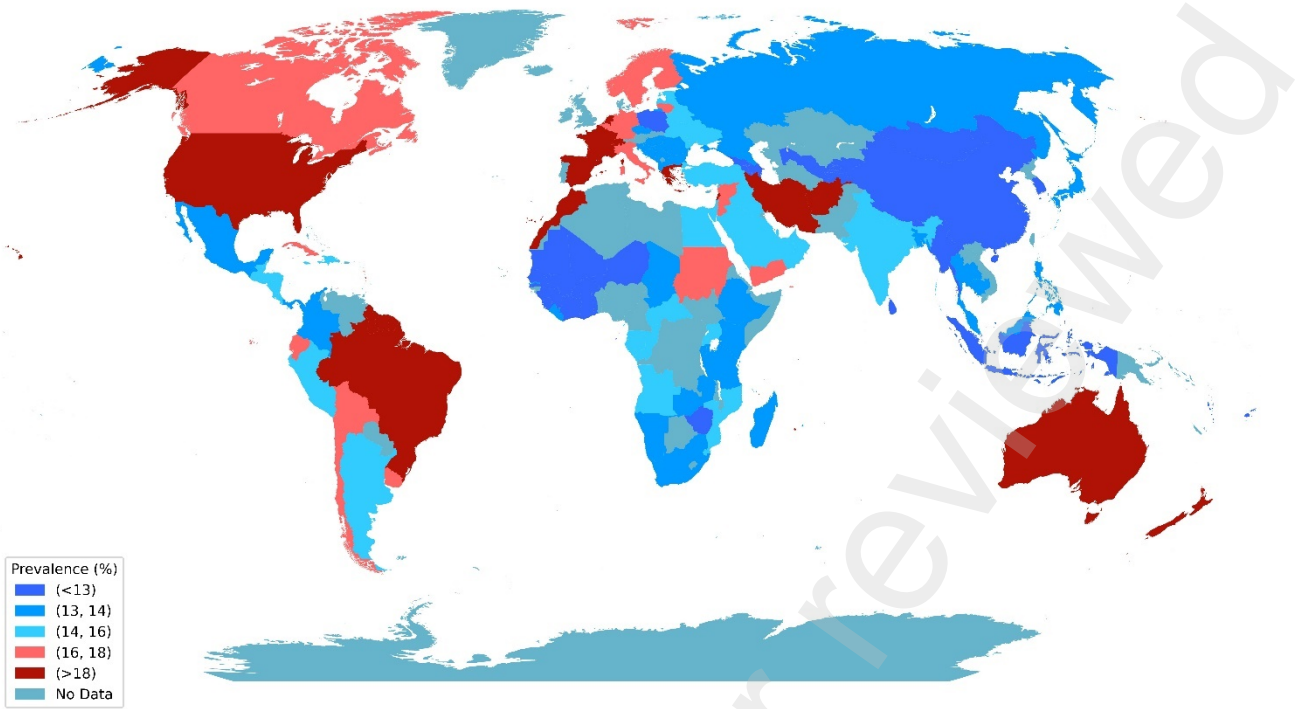 Prevalence (%)
(<13)
(13, 14)
(14, 16)
(16, 18)
(>18)
No Data
reviewed